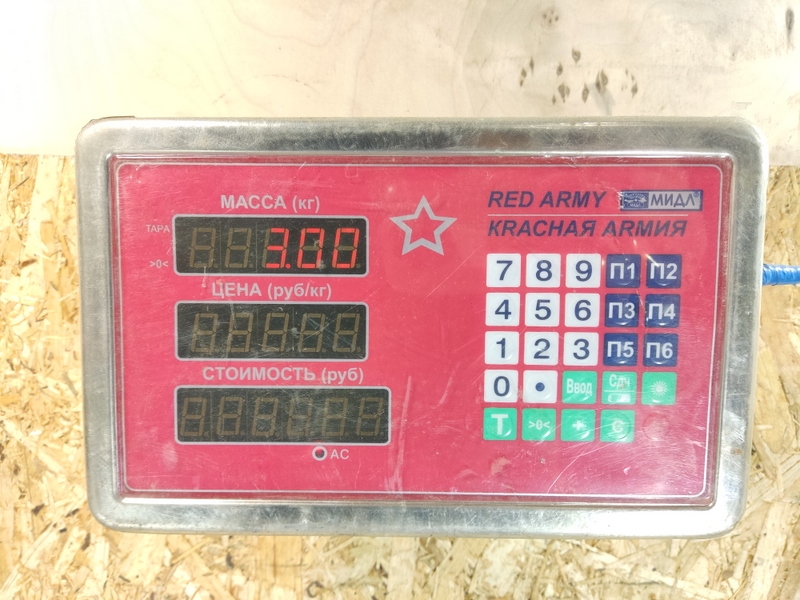 МАССА (кг)
ТАРА
3.00
>0<
ЦЕНА (руб/кг)
СТОИМОСТЬ (руб)
АС
RED ARMY МИДЛ
КРАСНАЯ АRМИЯ
7 8 9 П1 П2
4 5 6 П3 П4
1 2 3 П5 П6
0 • Ввод Сдч
T >0< + C